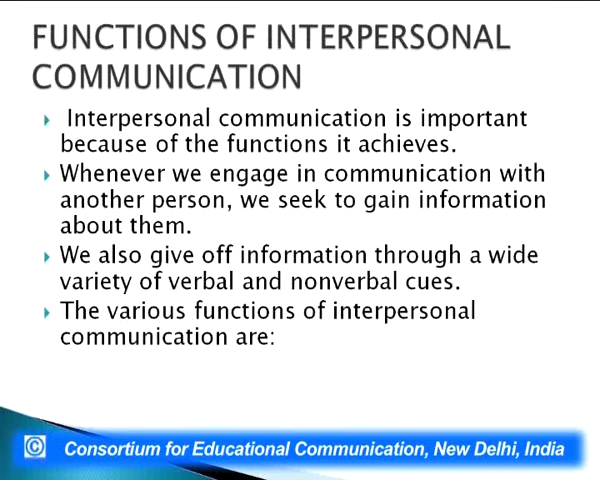 FUNCTIONS OF INTERPERSONAL
COMMUNICATION
Interpersonal communication is important
because of the functions it achieves.
Whenever we engage in communication with
another person, we seek to gain information
about them.
We also give off information through a wide
variety of verbal and nonverbal cues.
The various functions of interpersonal
communication are:
© Consortium for Educational Communication, New Delhi, India